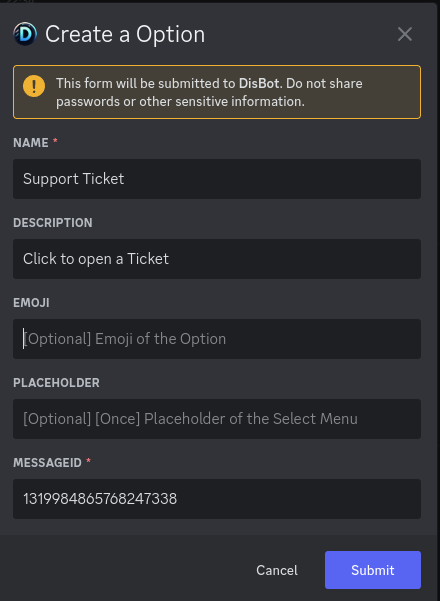 Create a Option
This form will be submitted to DisBot. Do not share
passwords or other sensitive information.
NAME *
Support Ticket
DESCRIPTION
Click to open a Ticket
EMOJI
[Optional] Emoji of the Option
PLACEHOLDER
[Optional] [Once] Placeholder of the Select Menu
MESSAGEID *
1319984865768247338
Cancel
Submit